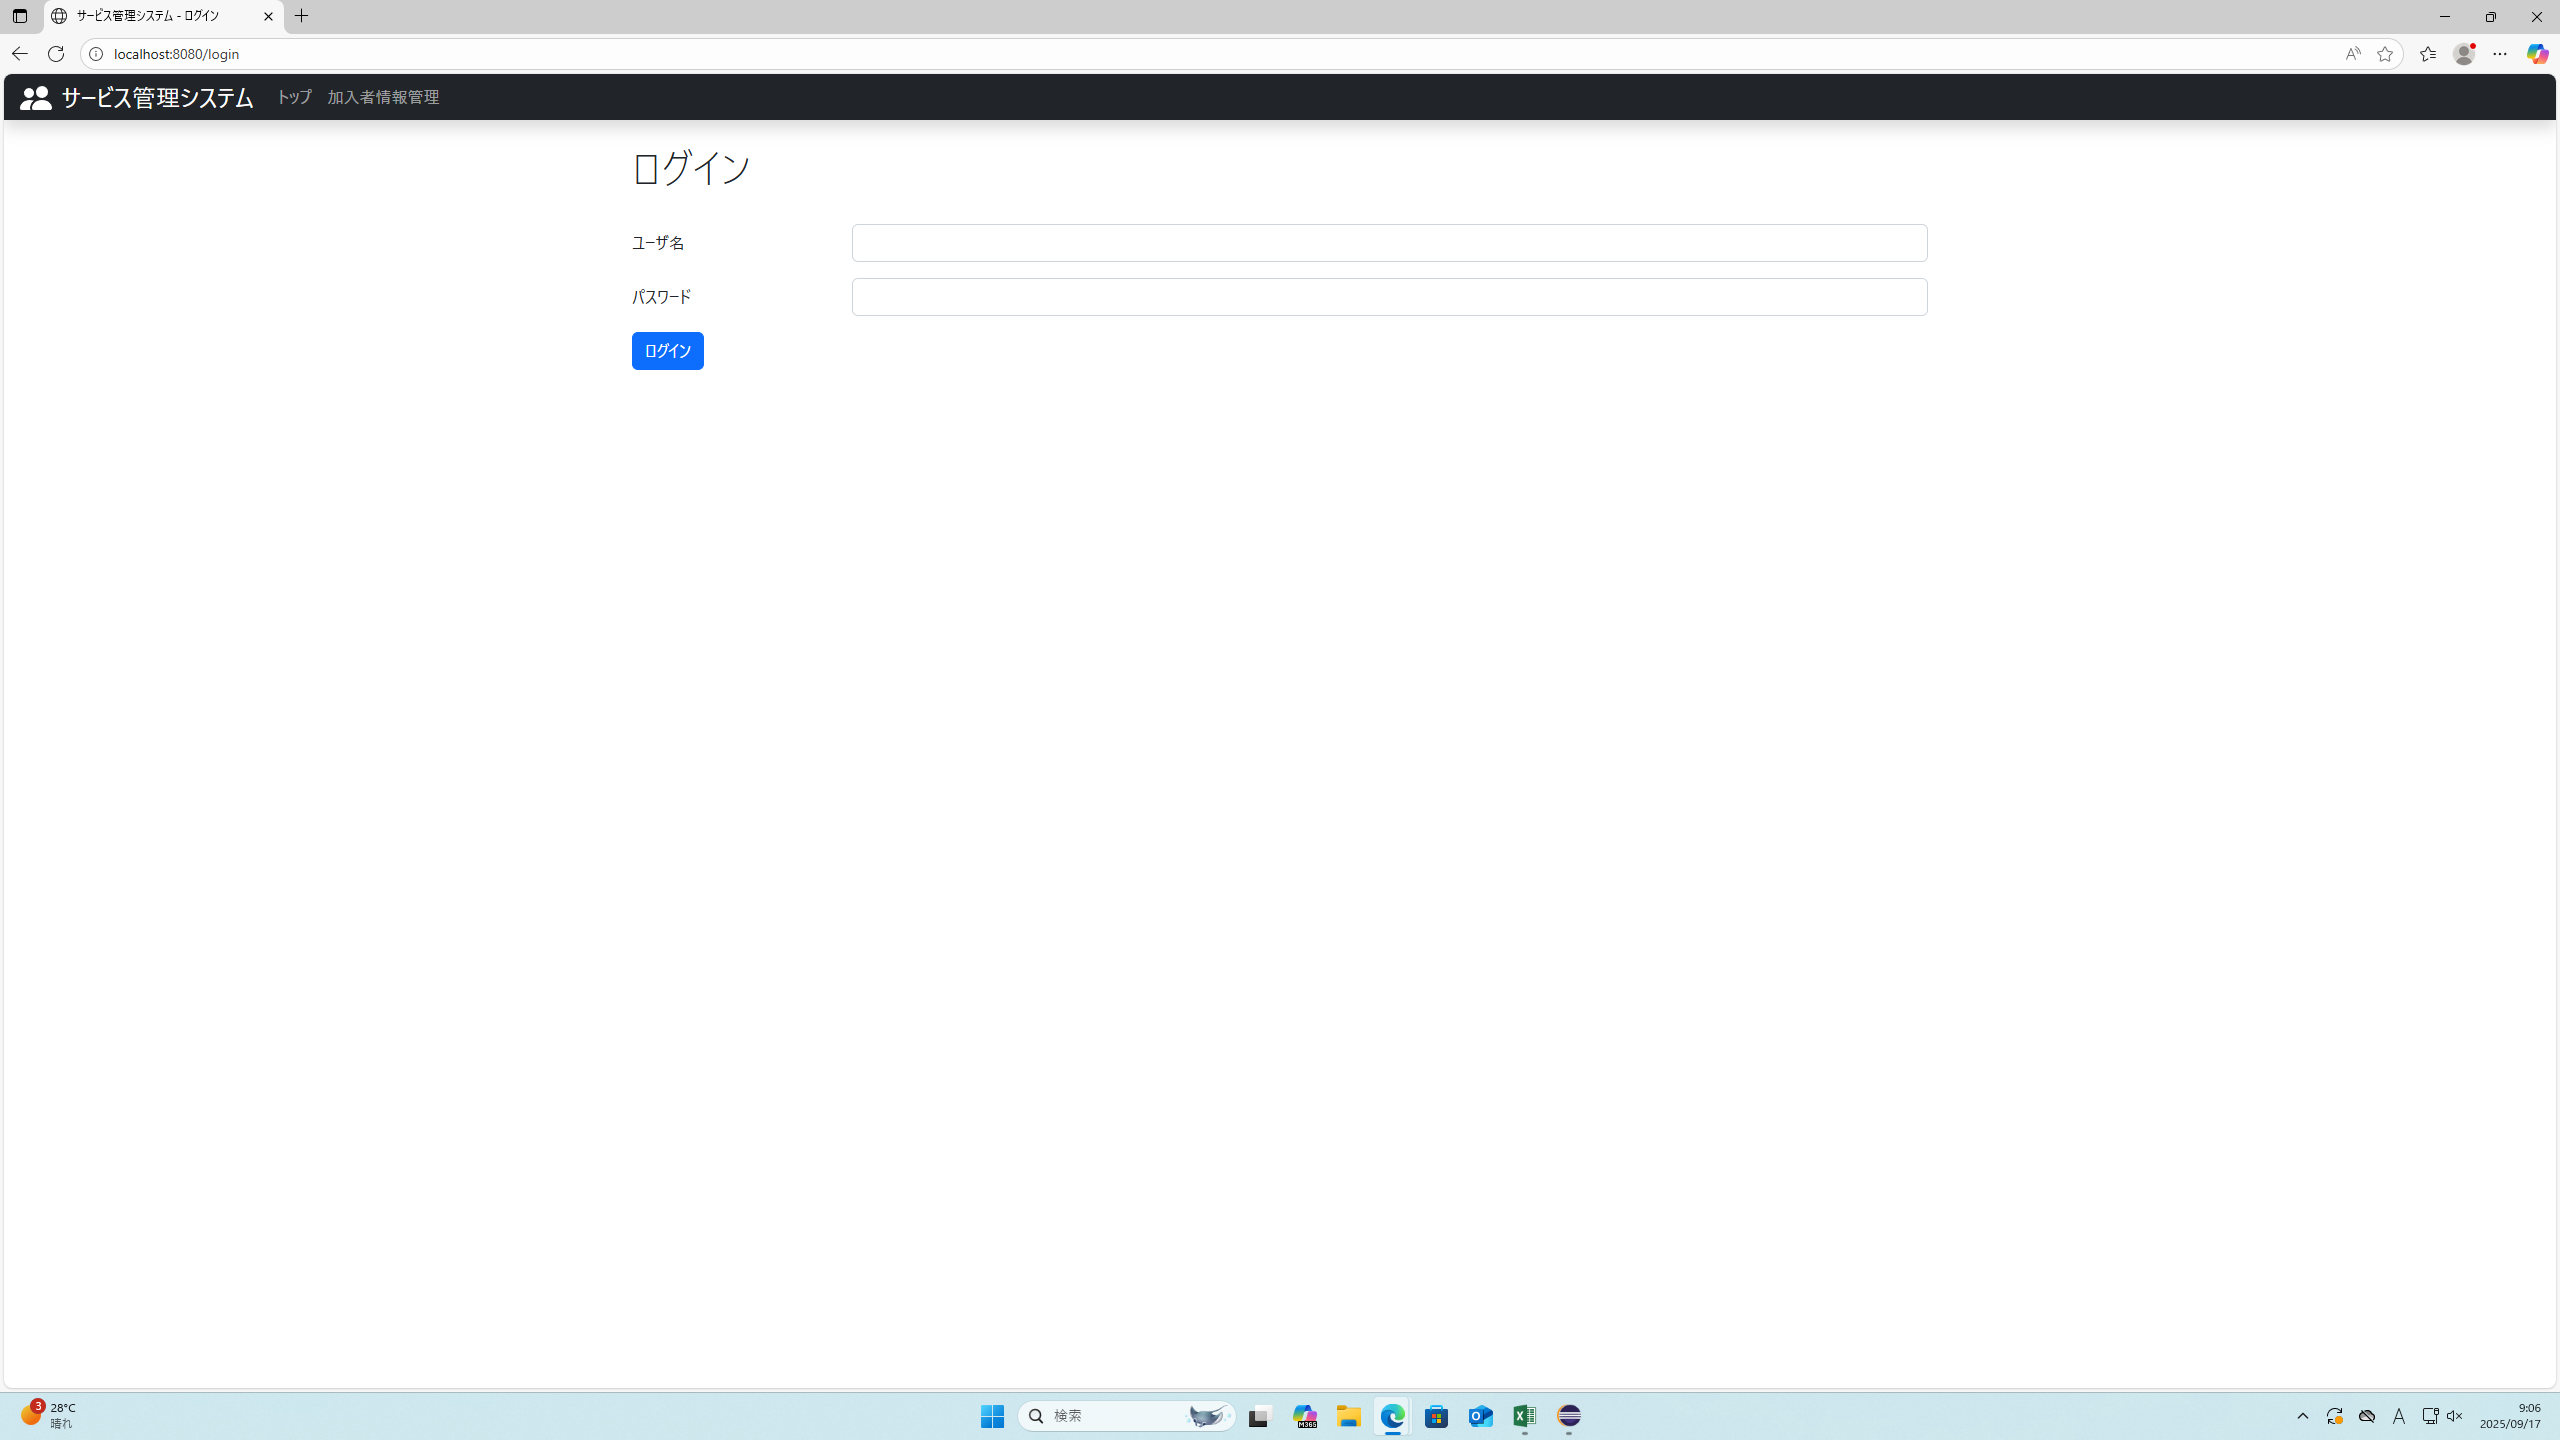 サービス管理システム - ログイン
localhost:8080/login
サービス管理システム トップ 加入者情報管理
ログイン
ユーザ名
パスワード
ログイン
3 28°C
晴れ
検索
M365
A
9:06
2025/09/17